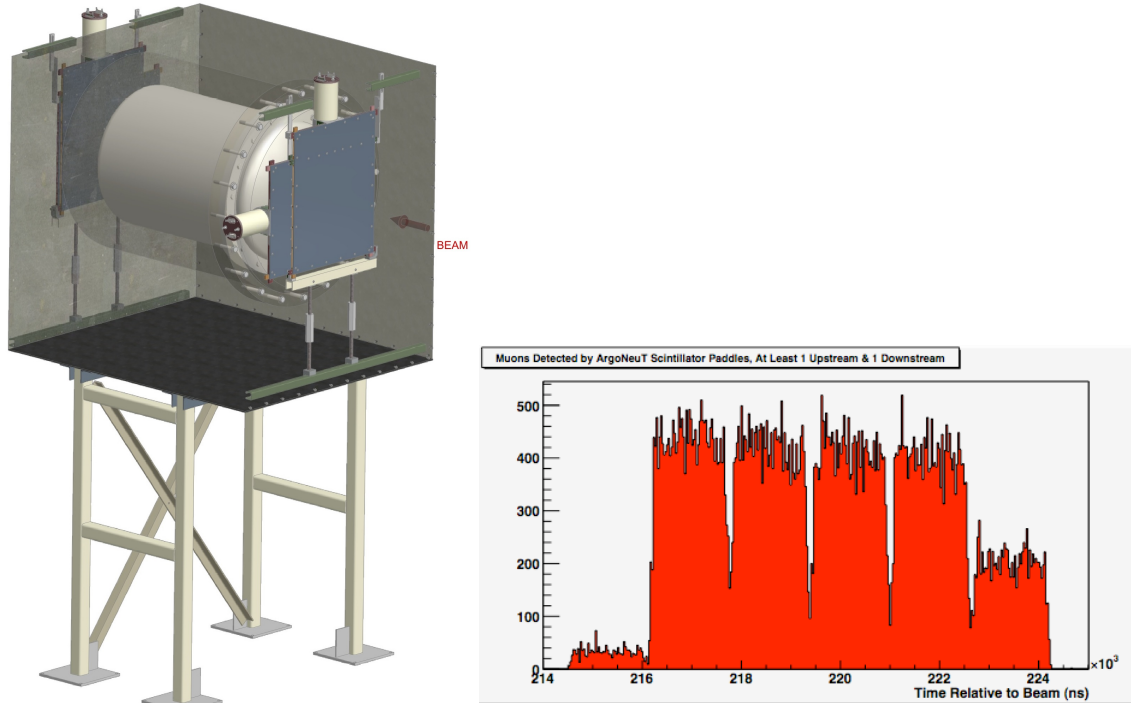 BEAM
Muons Detected by ArgoNeuT Scintillator Paddles, At Least 1 Upstream & 1 Downstream
500
400
300
200
100
0
214 216 218 220 222 224
×10³
Time Relative to Beam (ns)